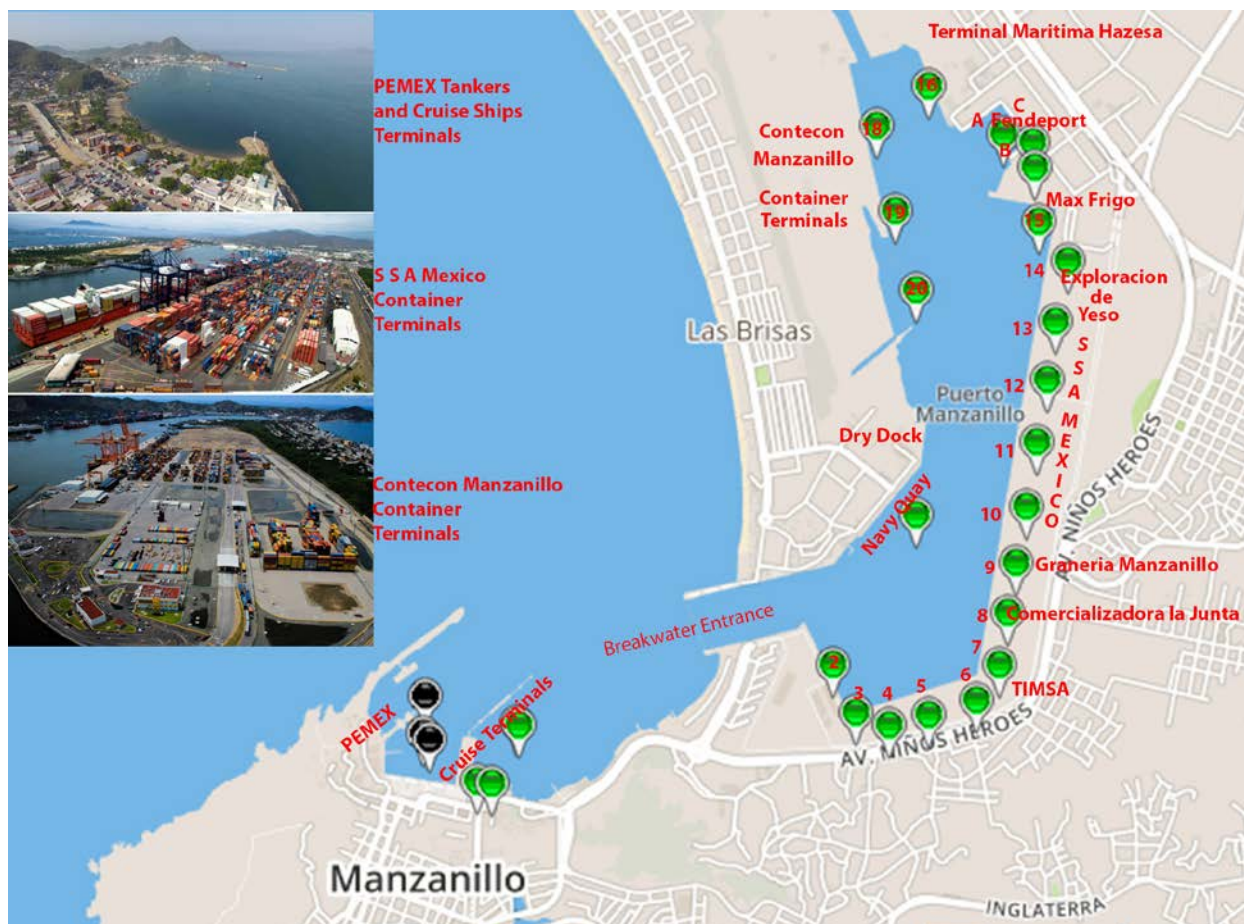 PEMEX Tankers
and Cruise Ships
Terminals
S S A Mexico
Container
Terminals
Contecon Manzanillo
Container
Terminals
Terminal Maritima Hazesa
16
C
18
Contecon
Manzanillo
A Fendeport
B
Container
Terminals
19
Max Frigo
15
14
Exploracion
de
Yeso
20
13
Las Brisas
S S A MEXICO
12
Puerto
Manzanillo
Dry Dock
11
Navy Quay
10
AV. NIÑOS HEROES
9
Graneria Manzanillo
8
Comercializadora la Junta
Breakwater Entrance
7
2
6
TIMSA
3
4
5
PEMEX
Cruise Terminals
AV. NIÑOS HEROES
Manzanillo
INGLATERRA